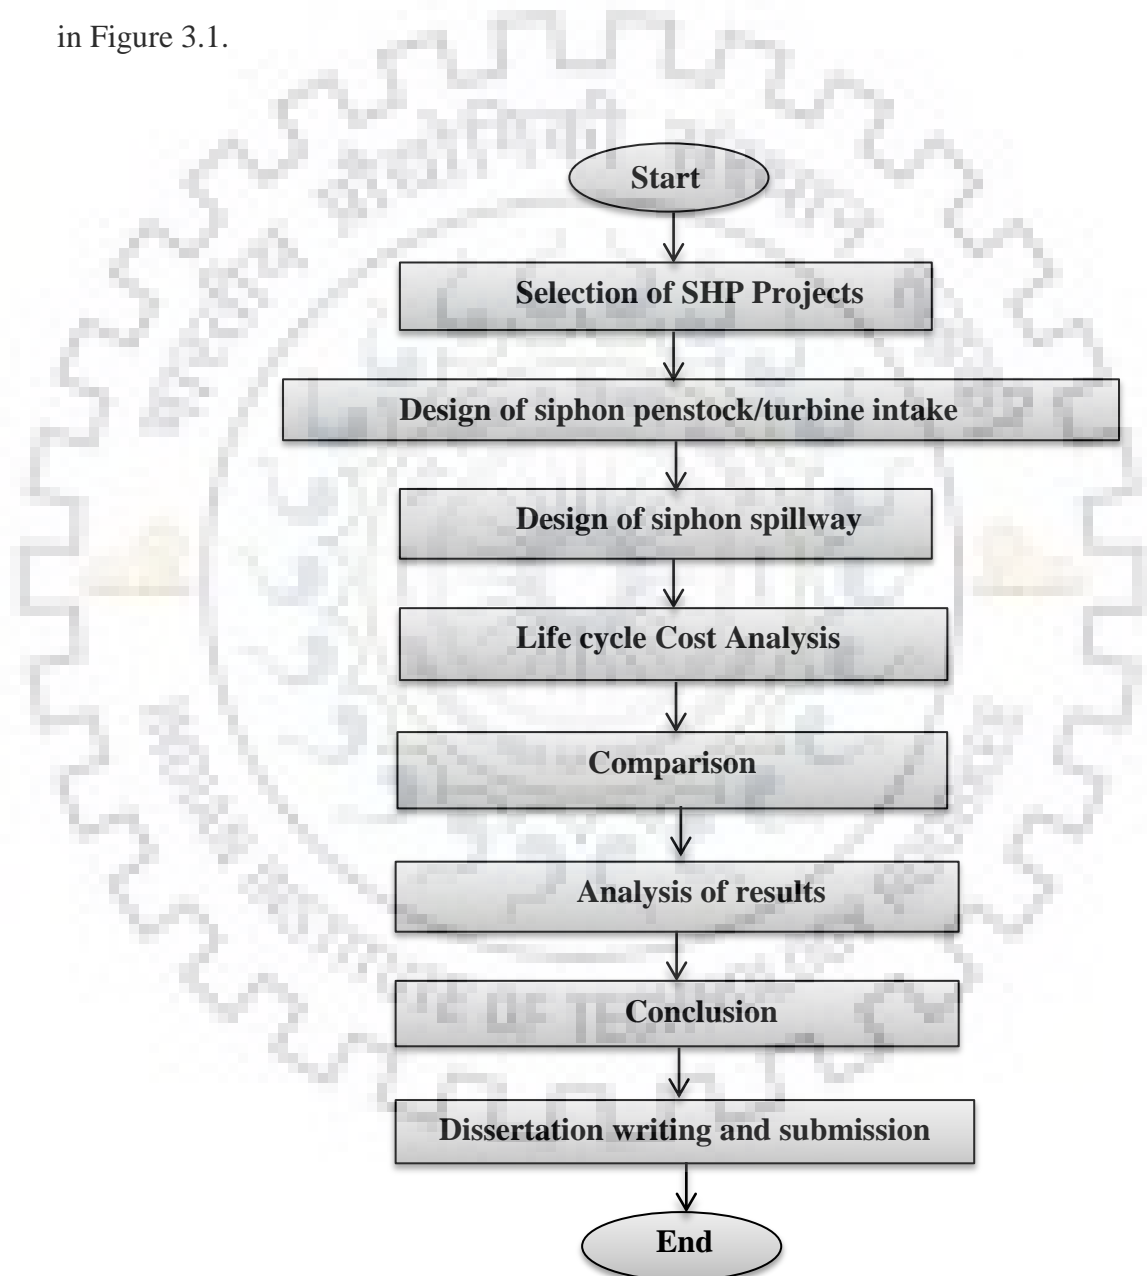 in Figure 3.1.
Start
Selection of SHP Projects
Design of siphon penstock/turbine intake
Design of siphon spillway
Life cycle Cost Analysis
Comparison
Analysis of results
Conclusion
Dissertation writing and submission
End